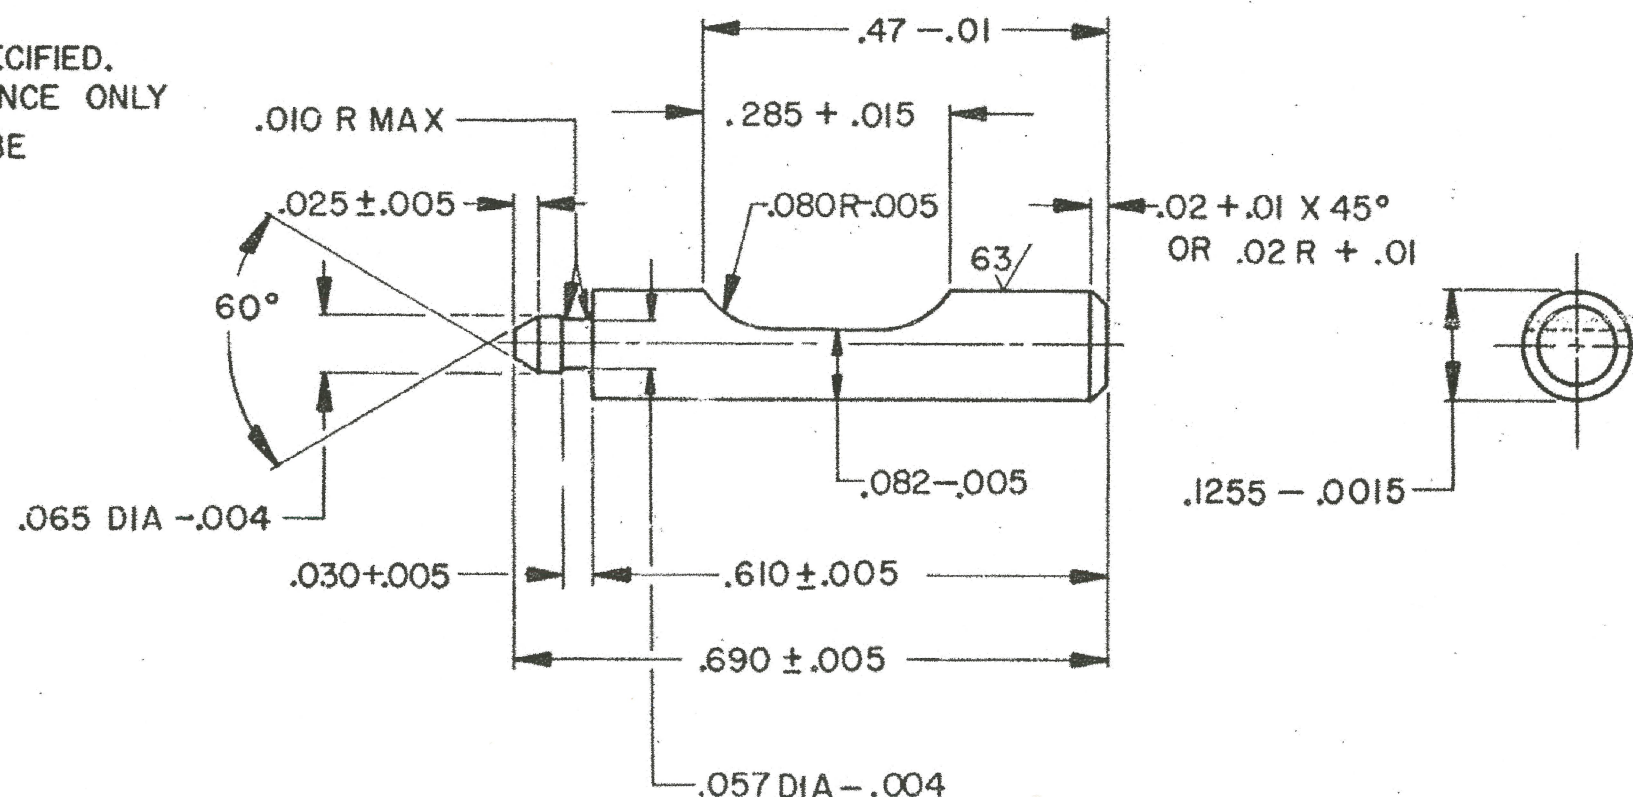 ECIFIED.
NCE ONLY
BE
.47 -.01
.010 R MAX
.285 + .015
.025 ±.005
.080R-.005
.02 +.01 X 45°
OR .02 R + .01
63
60°
.082-.005
.1255 - .0015
.065 DIA -.004
.030+.005
.610 ±.005
.690 ±.005
.057 DIA - .004